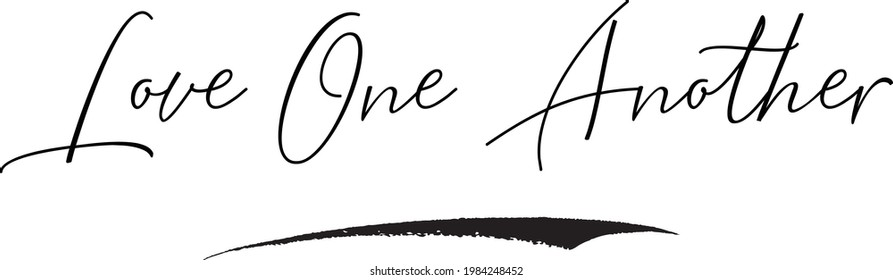 Love One Another
shutterstock.com · 1984248452